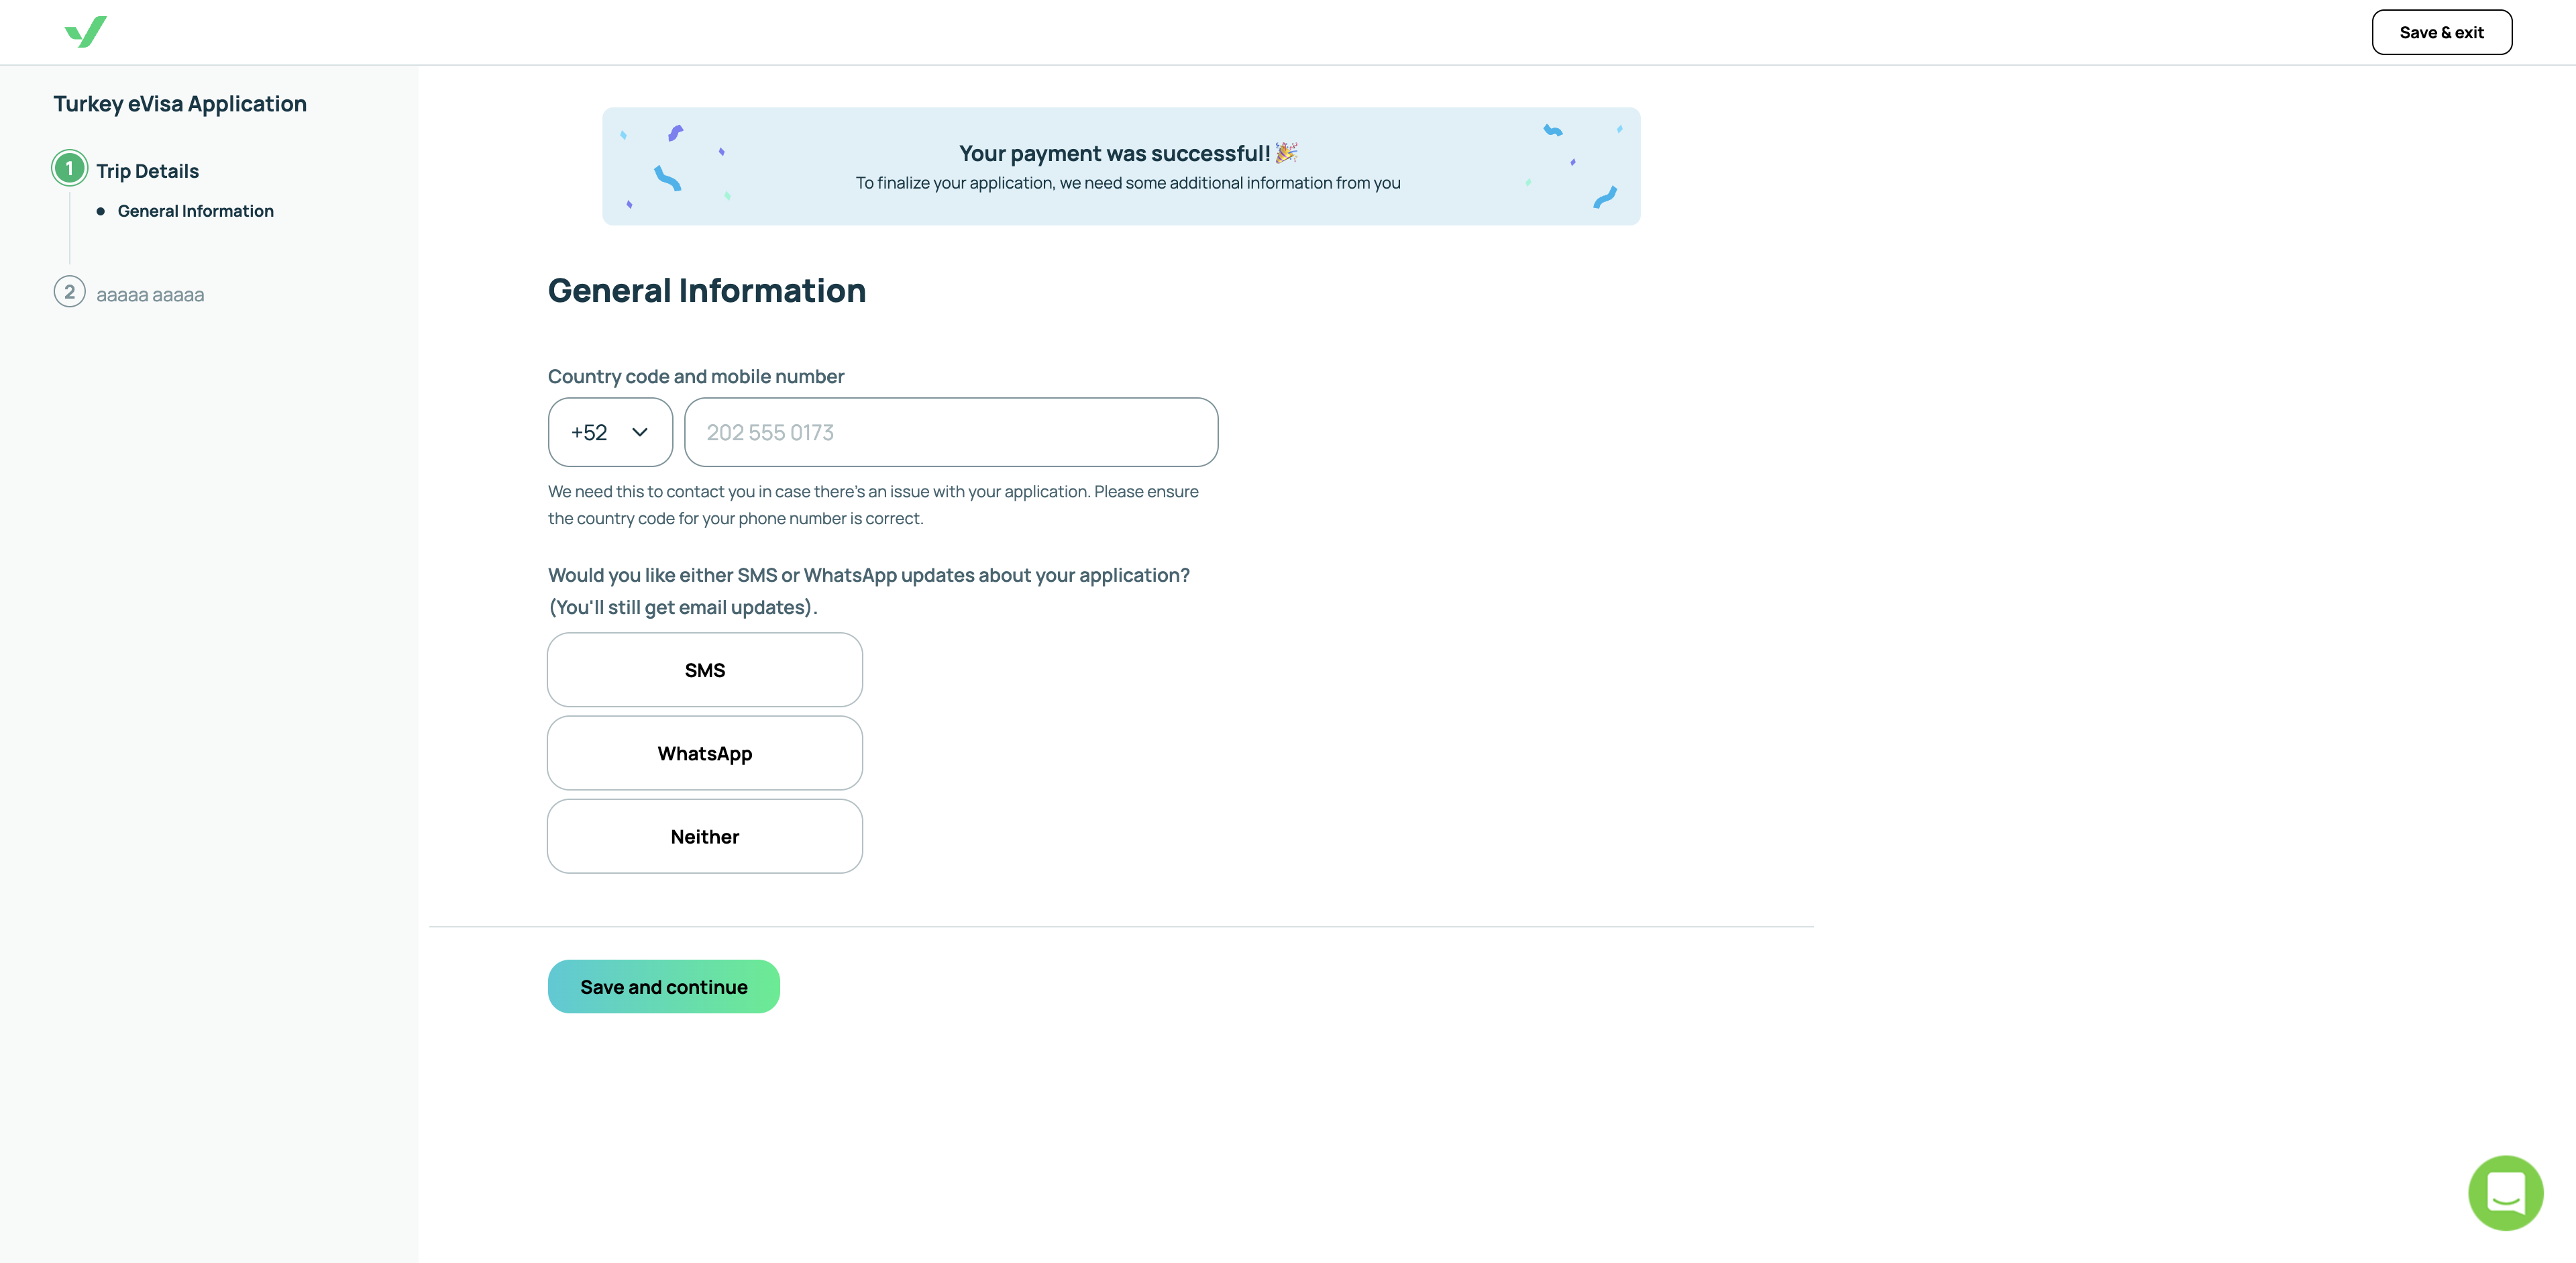 Save & exit
Turkey eVisa Application
1 Trip Details
General Information
2 aaaaa aaaaa
Your payment was successful! 🎉
To finalize your application, we need some additional information from you
General Information
Country code and mobile number
+52
202 555 0173
We need this to contact you in case there's an issue with your application. Please ensure
the country code for your phone number is correct.
Would you like either SMS or WhatsApp updates about your application?
(You'll still get email updates).
SMS
WhatsApp
Neither
Save and continue